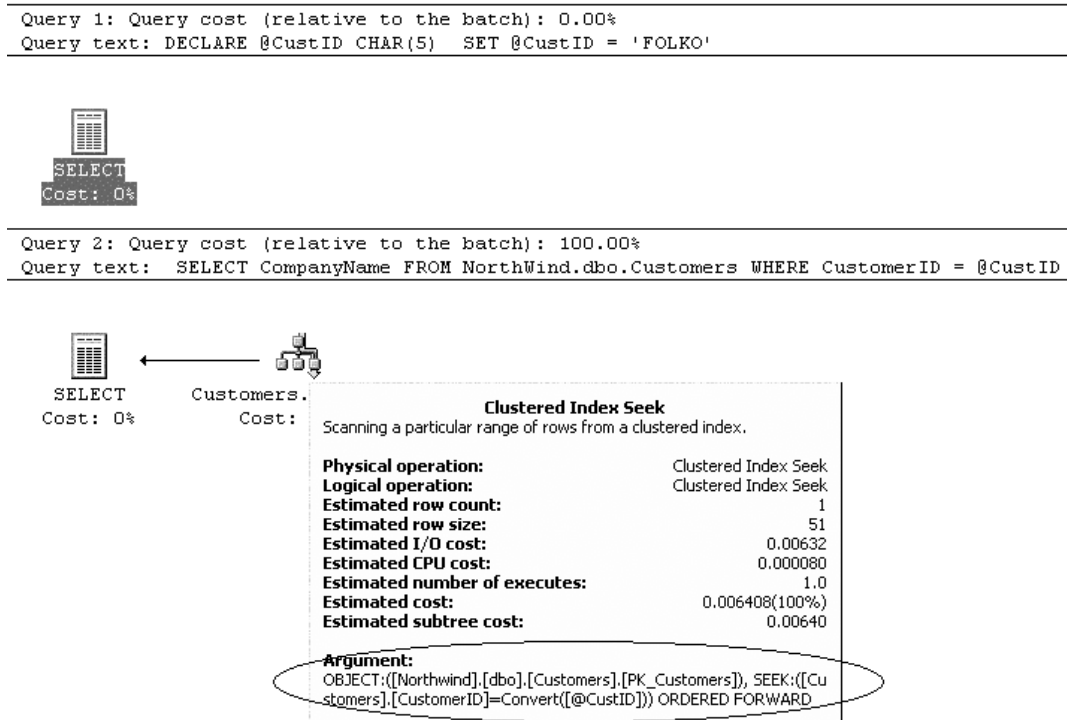 Query 1: Query cost (relative to the batch): 0.00%
Query text: DECLARE @CustID CHAR(5)  SET @CustID = 'FOLKO'
SELECT
Cost: 0%
Query 2: Query cost (relative to the batch): 100.00%
Query text:  SELECT CompanyName FROM NorthWind.dbo.Customers WHERE CustomerID = @CustID
SELECT
Cost: 0%
Customers.
Cost:
Clustered Index Seek
Scanning a particular range of rows from a clustered index.
Physical operation: Clustered Index Seek
Logical operation: Clustered Index Seek
Estimated row count: 1
Estimated row size: 51
Estimated I/O cost: 0.00632
Estimated CPU cost: 0.000080
Estimated number of executes: 1.0
Estimated cost: 0.006408(100%)
Estimated subtree cost: 0.00640
Argument:
OBJECT:([Northwind].[dbo].[Customers].[PK_Customers]), SEEK:([Cu
stomers].[CustomerID]=Convert([@CustID])) ORDERED FORWARD